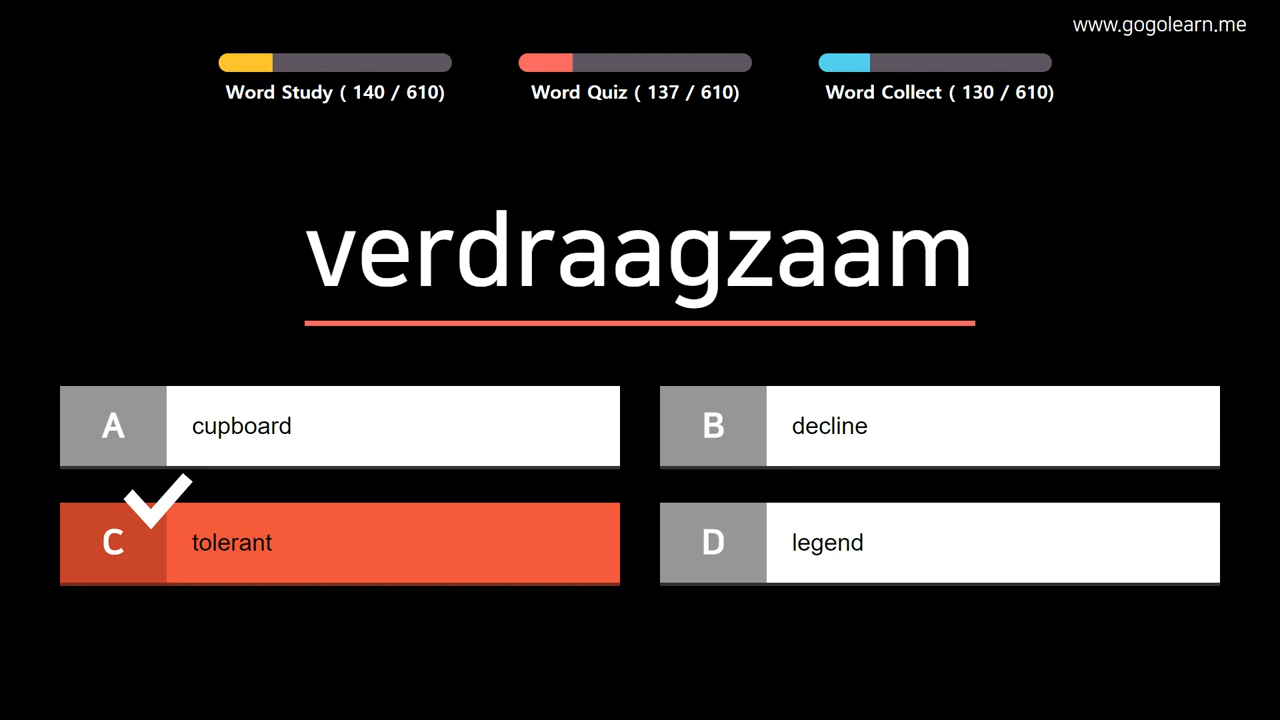 www.gogolearn.me
Word Study ( 140 / 610)
Word Quiz ( 137 / 610)
Word Collect ( 130 / 610)
verdraagzaam
A cupboard
B decline
C tolerant
D legend